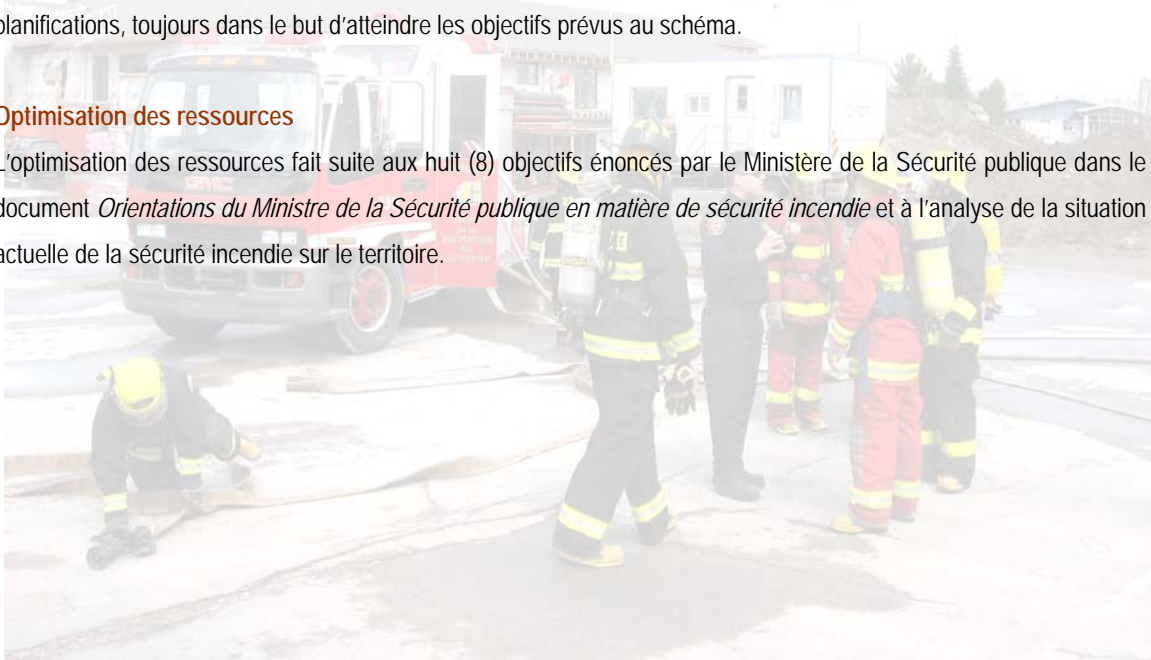 planifications, toujours dans le but d’atteindre les objectifs prévus au schéma.
Optimisation des ressources
L’optimisation des ressources fait suite aux huit (8) objectifs énoncés par le Ministère de la Sécurité publique dans le
document Orientations du Ministre de la Sécurité publique en matière de sécurité incendie et à l’analyse de la situation
actuelle de la sécurité incendie sur le territoire.
GMC